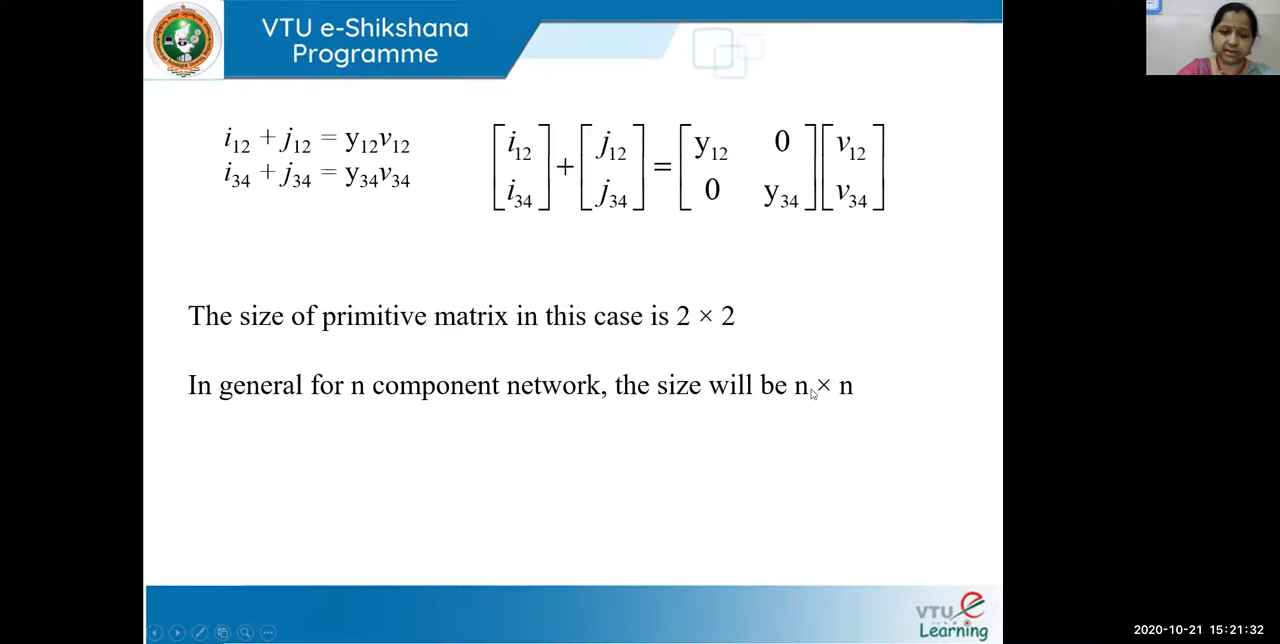 VTU e-Shikshana
Programme
i₁₂ + j₁₂ = y₁₂v₁₂
i₃₄ + j₃₄ = y₃₄v₃₄
[i₁₂ i₃₄] + [j₁₂ j₃₄] = [y₁₂ 0 0 y₃₄] [v₁₂ v₃₄]
The size of primitive matrix in this case is 2 × 2
In general for n component network, the size will be n × n
VTU e
Learning
2020-10-21 15:21:32